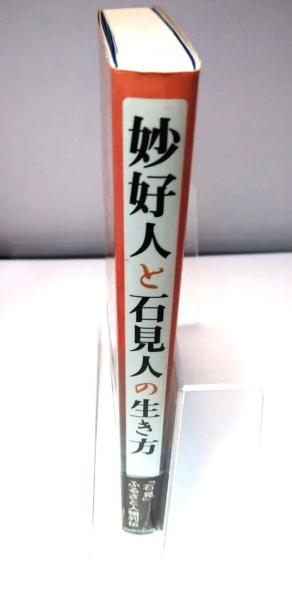 妙好人と石見人の生き方
「石見」
ふるさと人物列伝